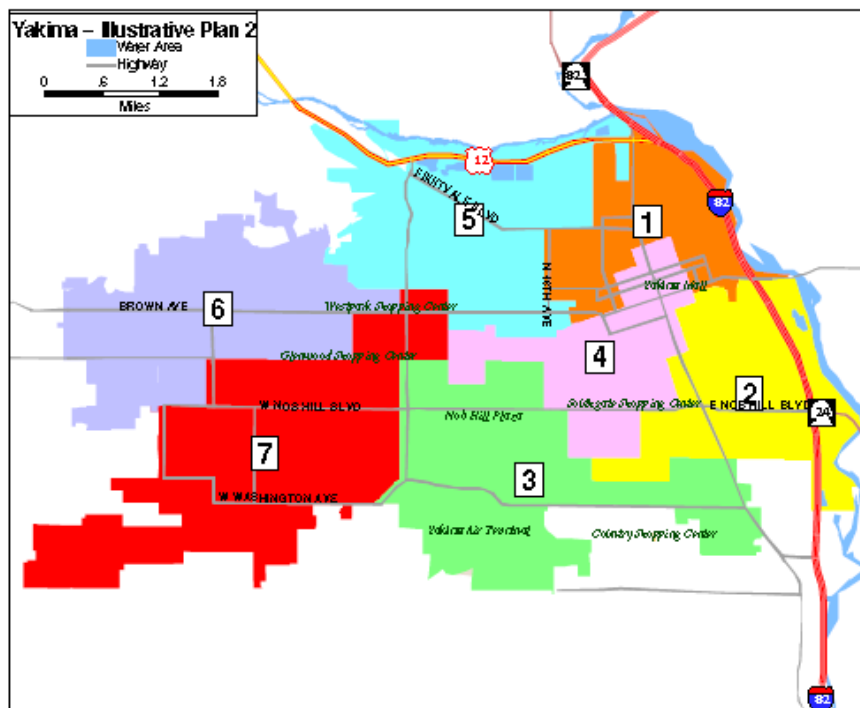 Yakima – Illustrative Plan 2
Water Area
Highway
0 .6 1.2 1.8
Miles
82
12
FRUITVALE BLVD
82
5
1
N 16TH AVE
Yakima Mall
BROWN AVE
6
Westpark Shopping Center
Glenwood Shopping Center
4
2
W NOB HILL BLVD
Nob Hill Plaza
Southgate Shopping Center
E NOB HILL BLVD
24
7
3
W WASHINGTON AVE
Yakima Air Terminal
Country Shopping Center
82